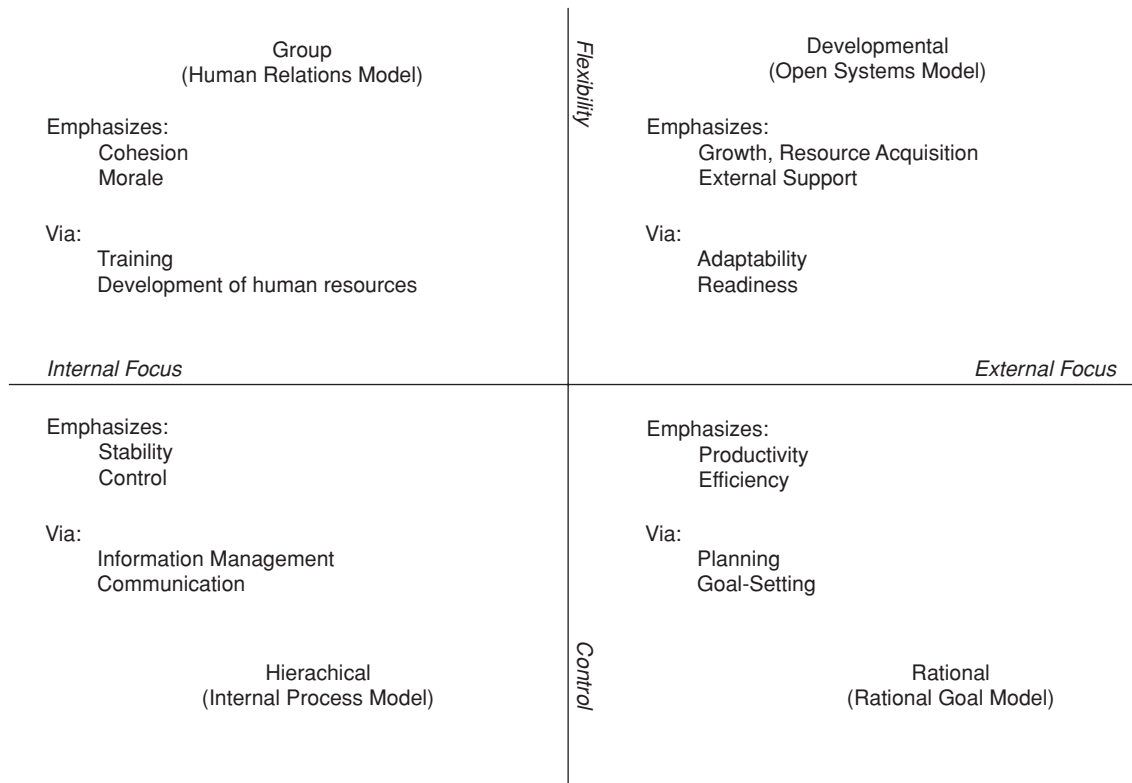 Group
(Human Relations Model)
Emphasizes:
Cohesion
Morale
Via:
Training
Development of human resources
Flexibility
Developmental
(Open Systems Model)
Emphasizes:
Growth, Resource Acquisition
External Support
Via:
Adaptability
Readiness
Internal Focus
External Focus
Emphasizes:
Stability
Control
Via:
Information Management
Communication
Hierachical
(Internal Process Model)
Control
Emphasizes:
Productivity
Efficiency
Via:
Planning
Goal-Setting
Rational
(Rational Goal Model)